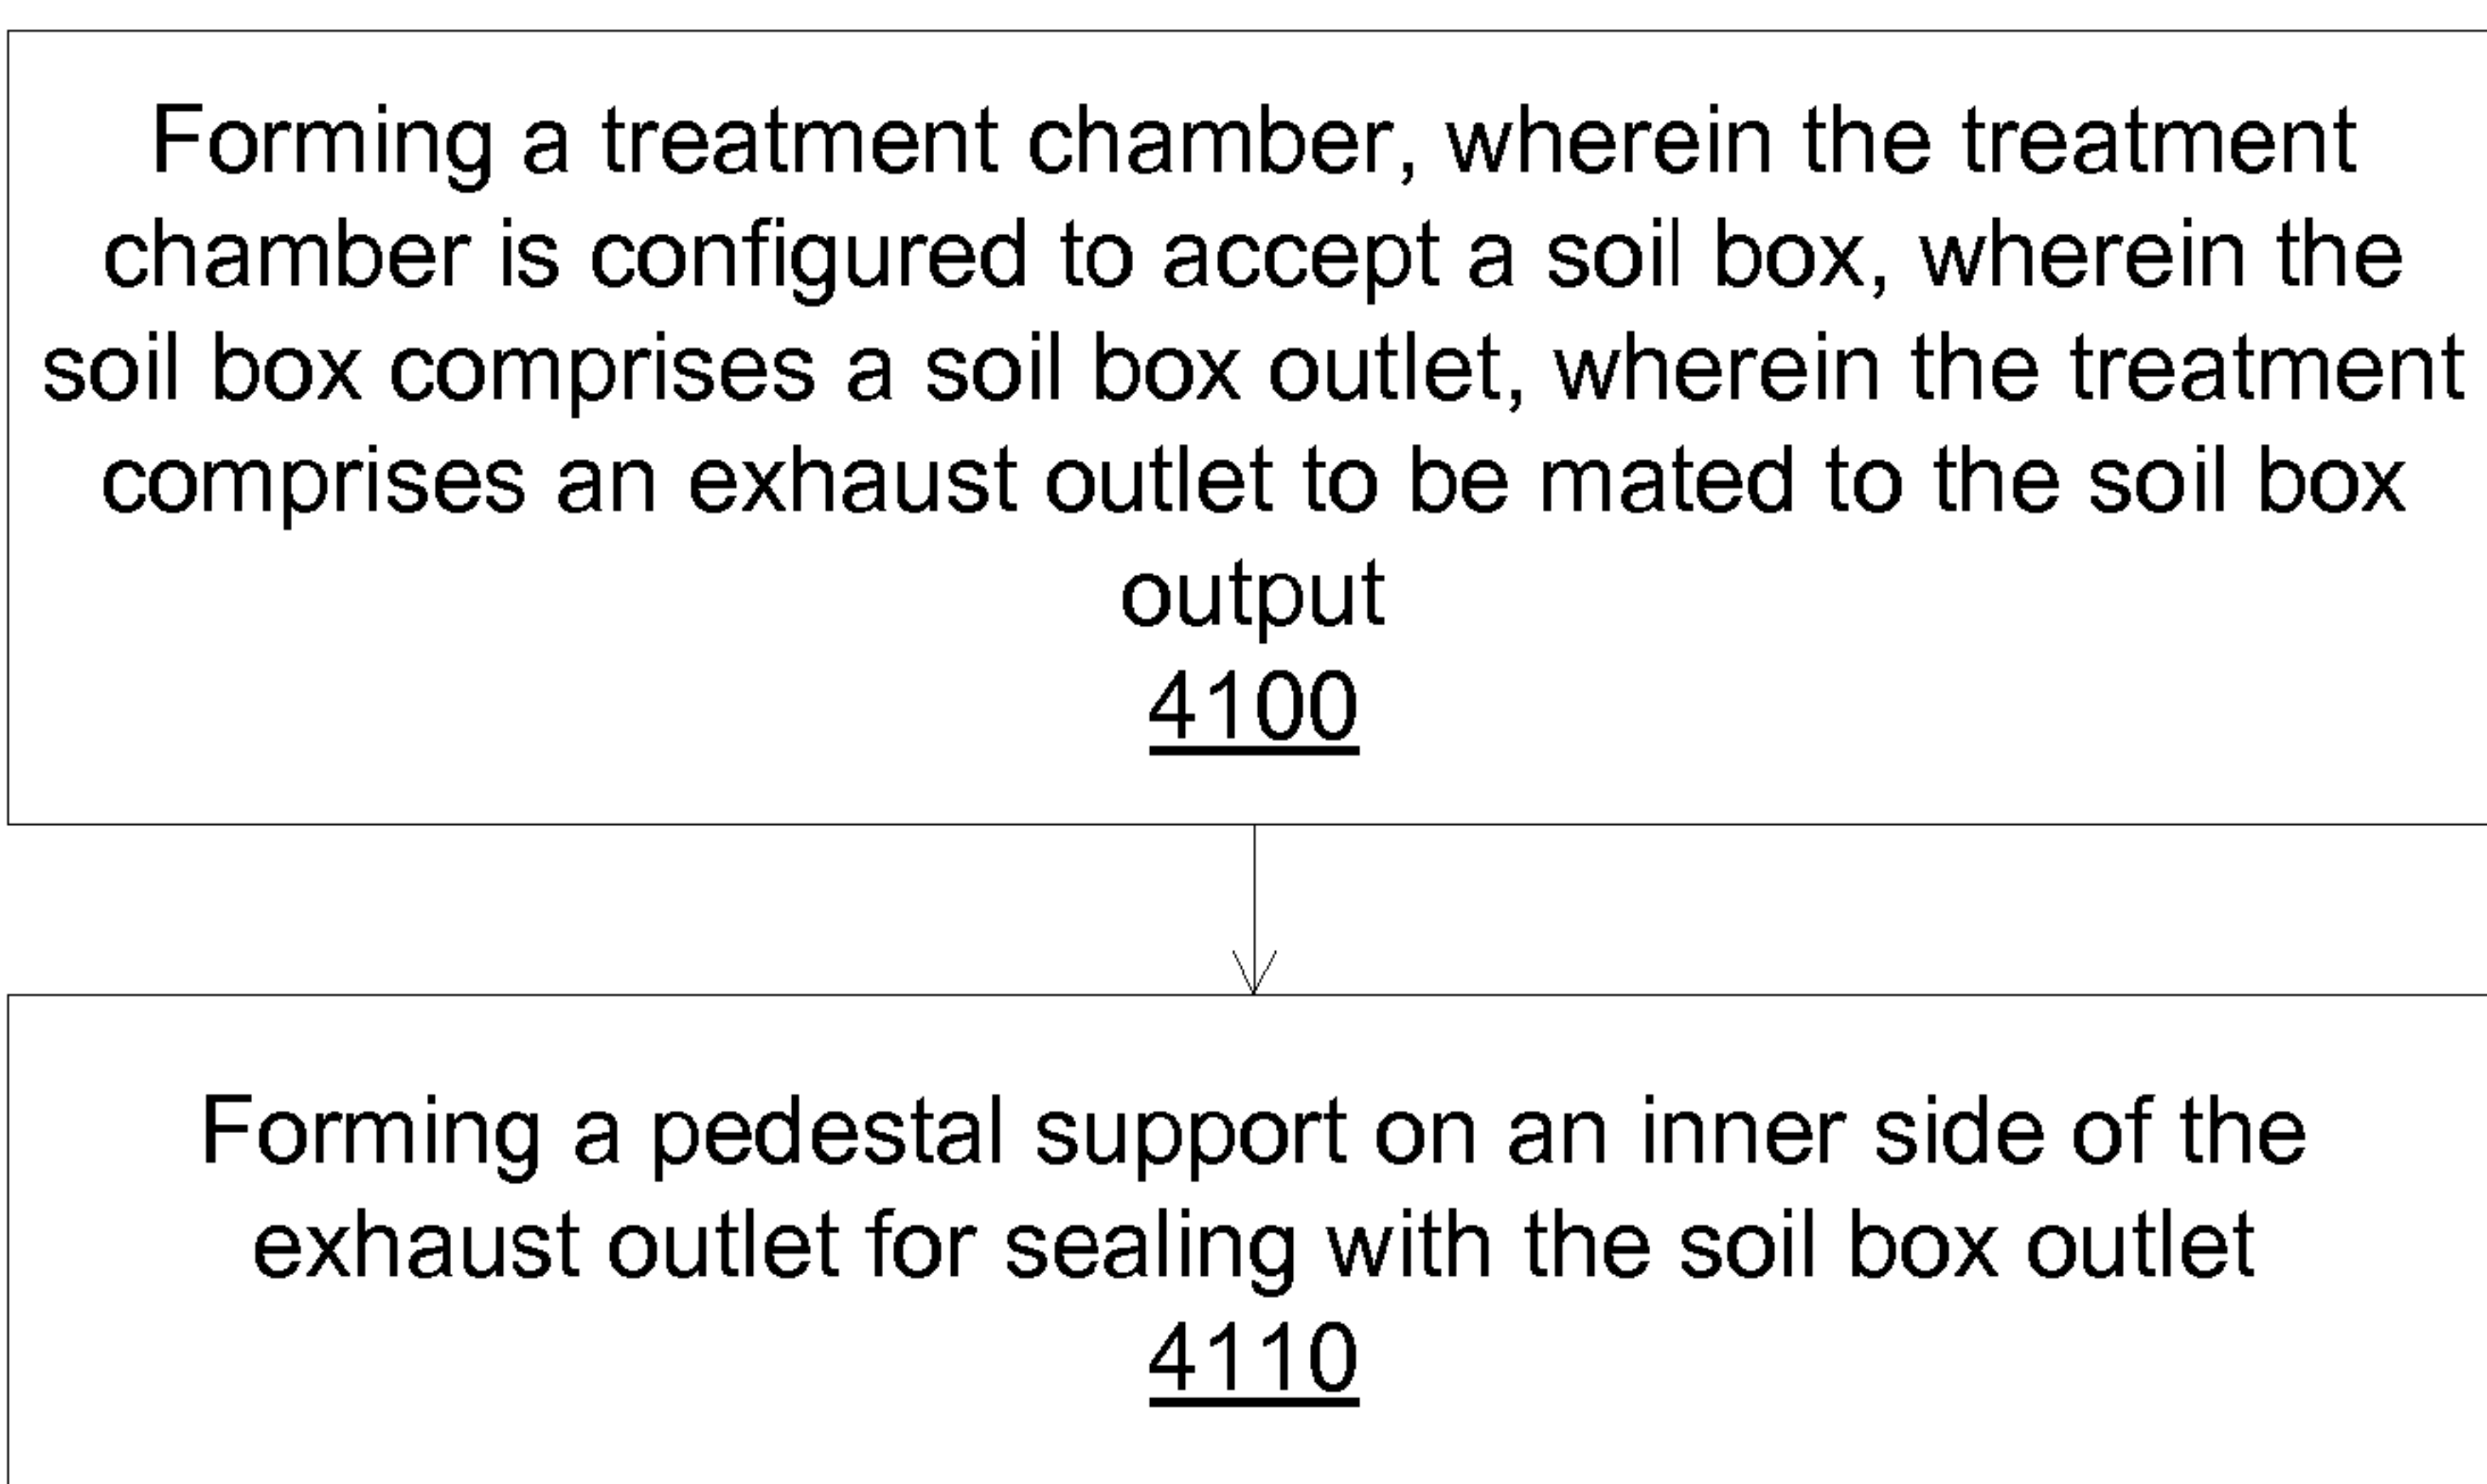 Forming a treatment chamber, wherein the treatment
chamber is configured to accept a soil box, wherein the
soil box comprises a soil box outlet, wherein the treatment
comprises an exhaust outlet to be mated to the soil box
output
4100
Forming a pedestal support on an inner side of the
exhaust outlet for sealing with the soil box outlet
4110